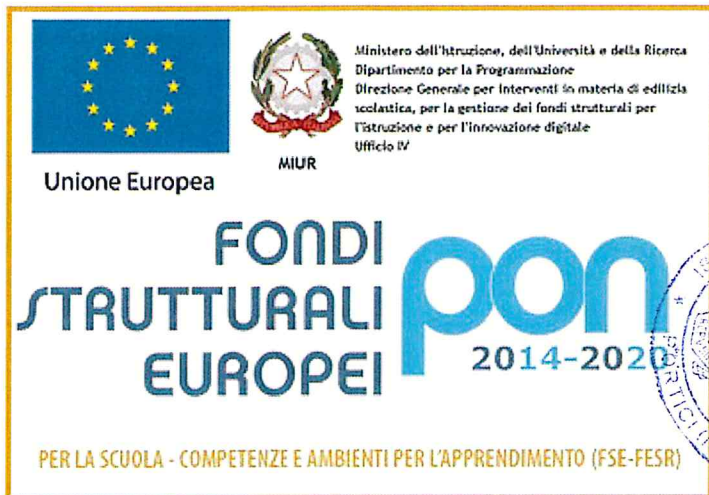 Unione Europea
MIUR
Ministero dell'Istruzione, dell'Università e della Ricerca
Dipartimento per la Programmazione
Direzione Generale per interventi in materia di edilizia
scolastica, per la gestione dei fondi strutturali per
l'istruzione e per l'innovazione digitale
Ufficio IV
FONDI
STRUTTURALI
EUROPEI
pon
2014-2020
PORTICI
PER LA SCUOLA - COMPETENZE E AMBIENTI PER L'APPRENDIMENTO (FSE-FESR)